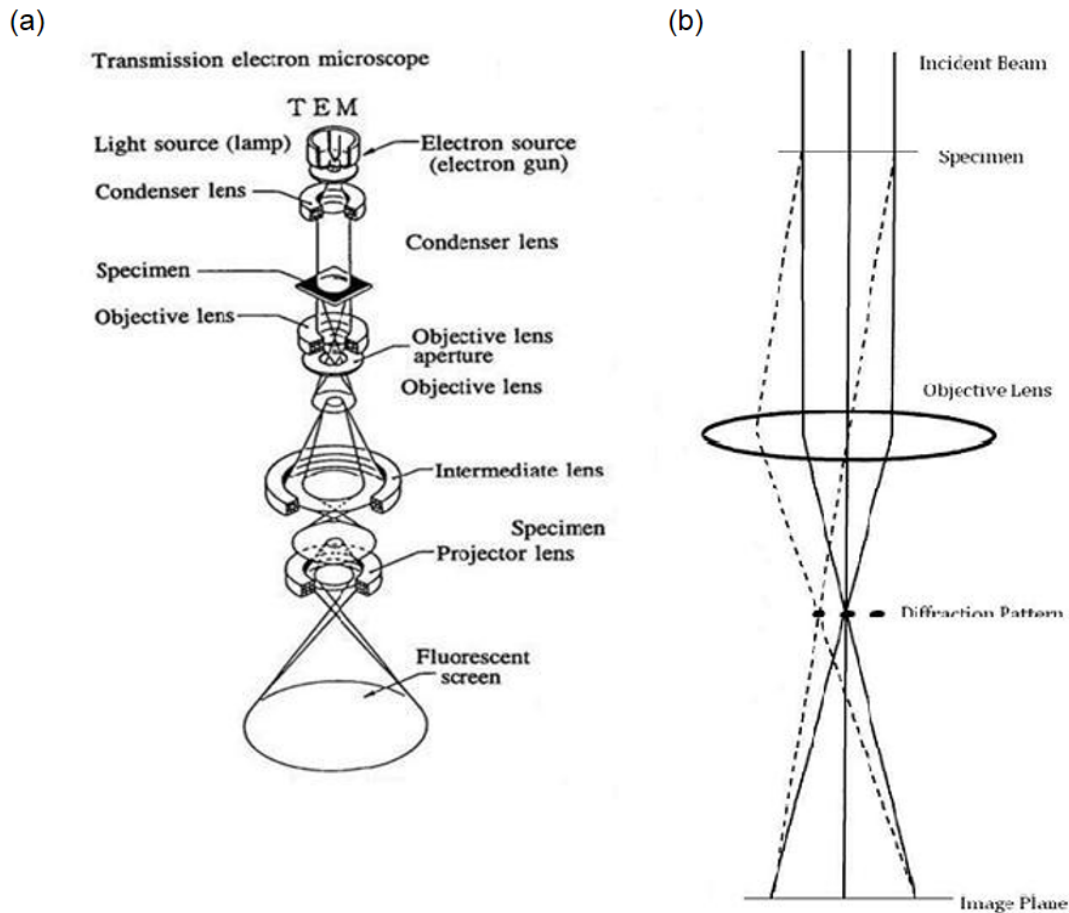 (a)
Transmission electron microscope
TEM
Light source (lamp)
Electron source
(electron gun)
Condenser lens
Condenser lens
Specimen
Objective lens
Objective lens
aperture
Objective lens
Intermediate lens
Specimen
Projector lens
Fluorescent
screen
(b)
Incident Beam
Specimen
Objective Lens
Diffraction Pattern
Image Plane